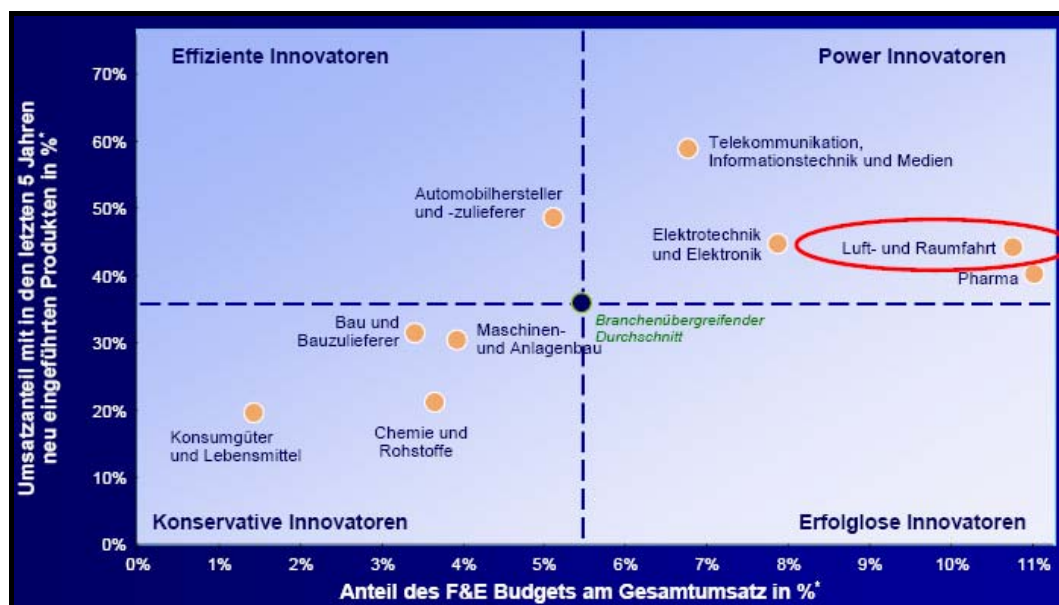 Effiziente Innovatoren
Power Innovatoren
Umsatzanteil mit in den letzten 5 Jahren
neu eingeführten Produkten in %*
70%
60%
50%
40%
30%
20%
10%
0%
Telekommunikation,
Informationstechnik und Medien
Automobilhersteller
und -zulieferer
Elektrotechnik
und Elektronik
Luft- und Raumfahrt
Pharma
Branchenübergreifender
Durchschnitt
Bau und
Bauzulieferer
Maschinen-
und Anlagenbau
Konsumgüter
und Lebensmittel
Chemie und
Rohstoffe
Konservative Innovatoren
Erfolglose Innovatoren
0% 1% 2% 3% 4% 5% 6% 7% 8% 9% 10% 11%
Anteil des F&E Budgets am Gesamtumsatz in %*